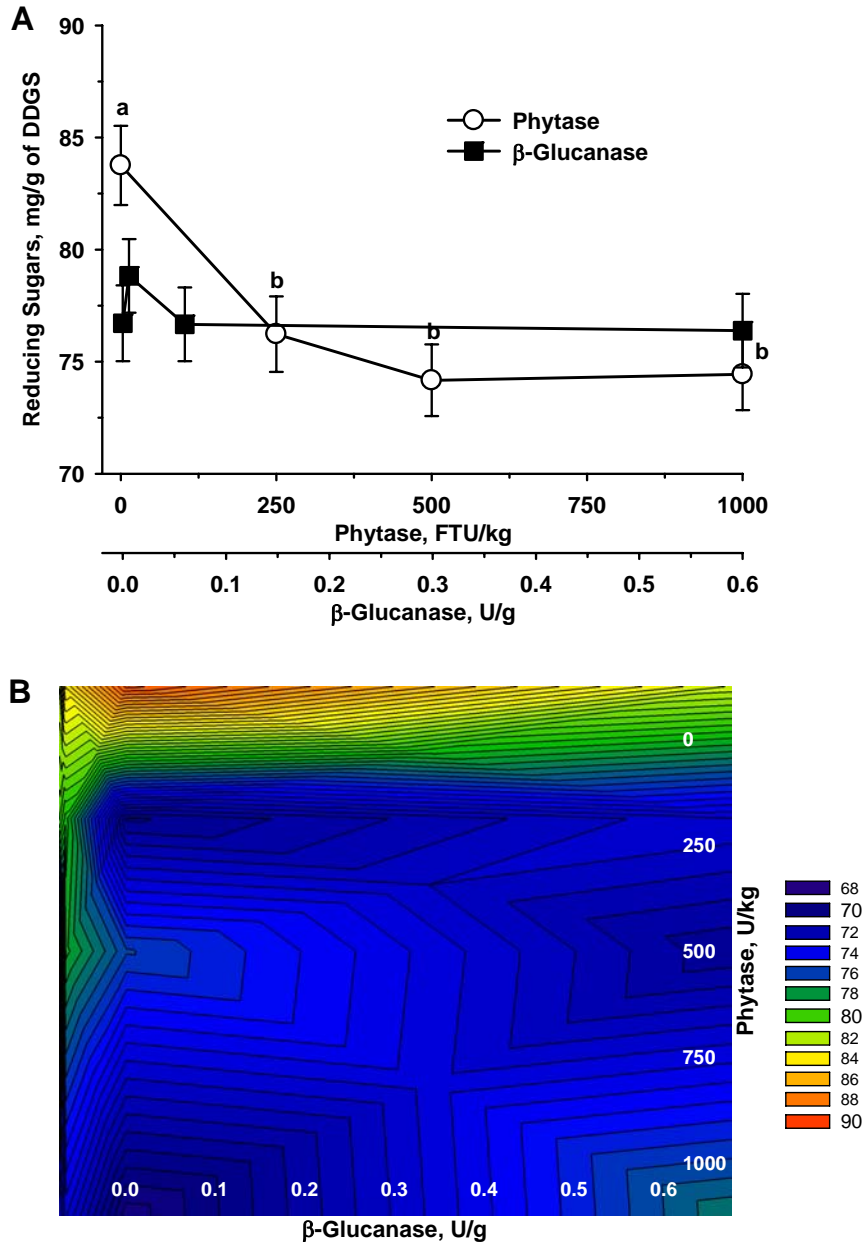 A
90
85
80
75
70
Reducing Sugars, mg/g of DDGS
a
b
b
b
Phytase
β-Glucanase
0 250 500 750 1000
Phytase, FTU/kg
0.0 0.1 0.2 0.3 0.4 0.5 0.6
β-Glucanase, U/g
B
0
250
500
750
1000
Phytase, U/kg
0.0 0.1 0.2 0.3 0.4 0.5 0.6
β-Glucanase, U/g
68
70
72
74
76
78
80
82
84
86
88
90